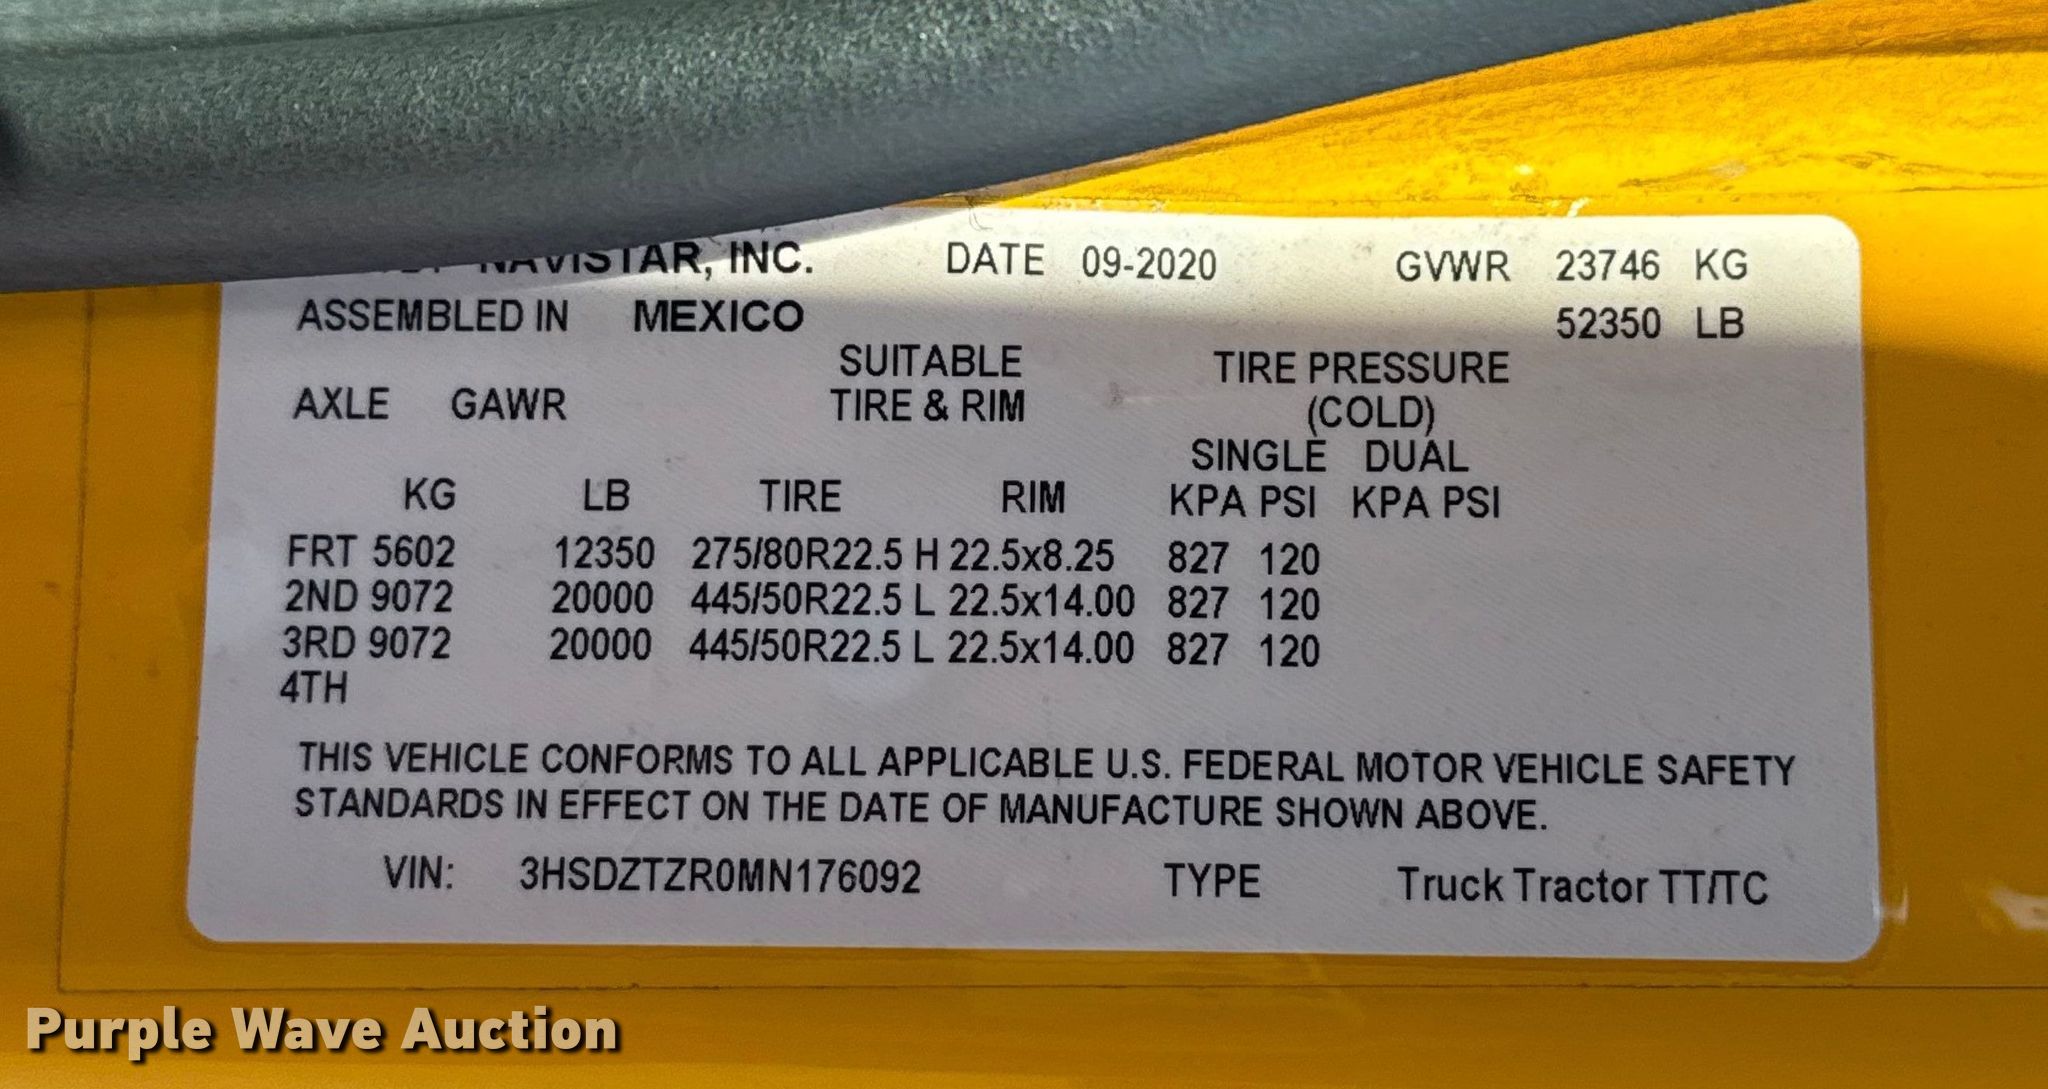 NAVISTAR, INC. DATE 09-2020 GVWR 23746 KG
ASSEMBLED IN MEXICO 52350 LB
SUITABLE TIRE PRESSURE
AXLE GAWR TIRE & RIM (COLD)
SINGLE DUAL
KG LB TIRE RIM KPA PSI KPA PSI
FRT 5602 12350 275/80R22.5 H 22.5x8.25 827 120
2ND 9072 20000 445/50R22.5 L 22.5x14.00 827 120
3RD 9072 20000 445/50R22.5 L 22.5x14.00 827 120
4TH
THIS VEHICLE CONFORMS TO ALL APPLICABLE U.S. FEDERAL MOTOR VEHICLE SAFETY
STANDARDS IN EFFECT ON THE DATE OF MANUFACTURE SHOWN ABOVE.
VIN: 3HSDZTZR0MN176092 TYPE Truck Tractor TT/TC
Purple Wave Auction